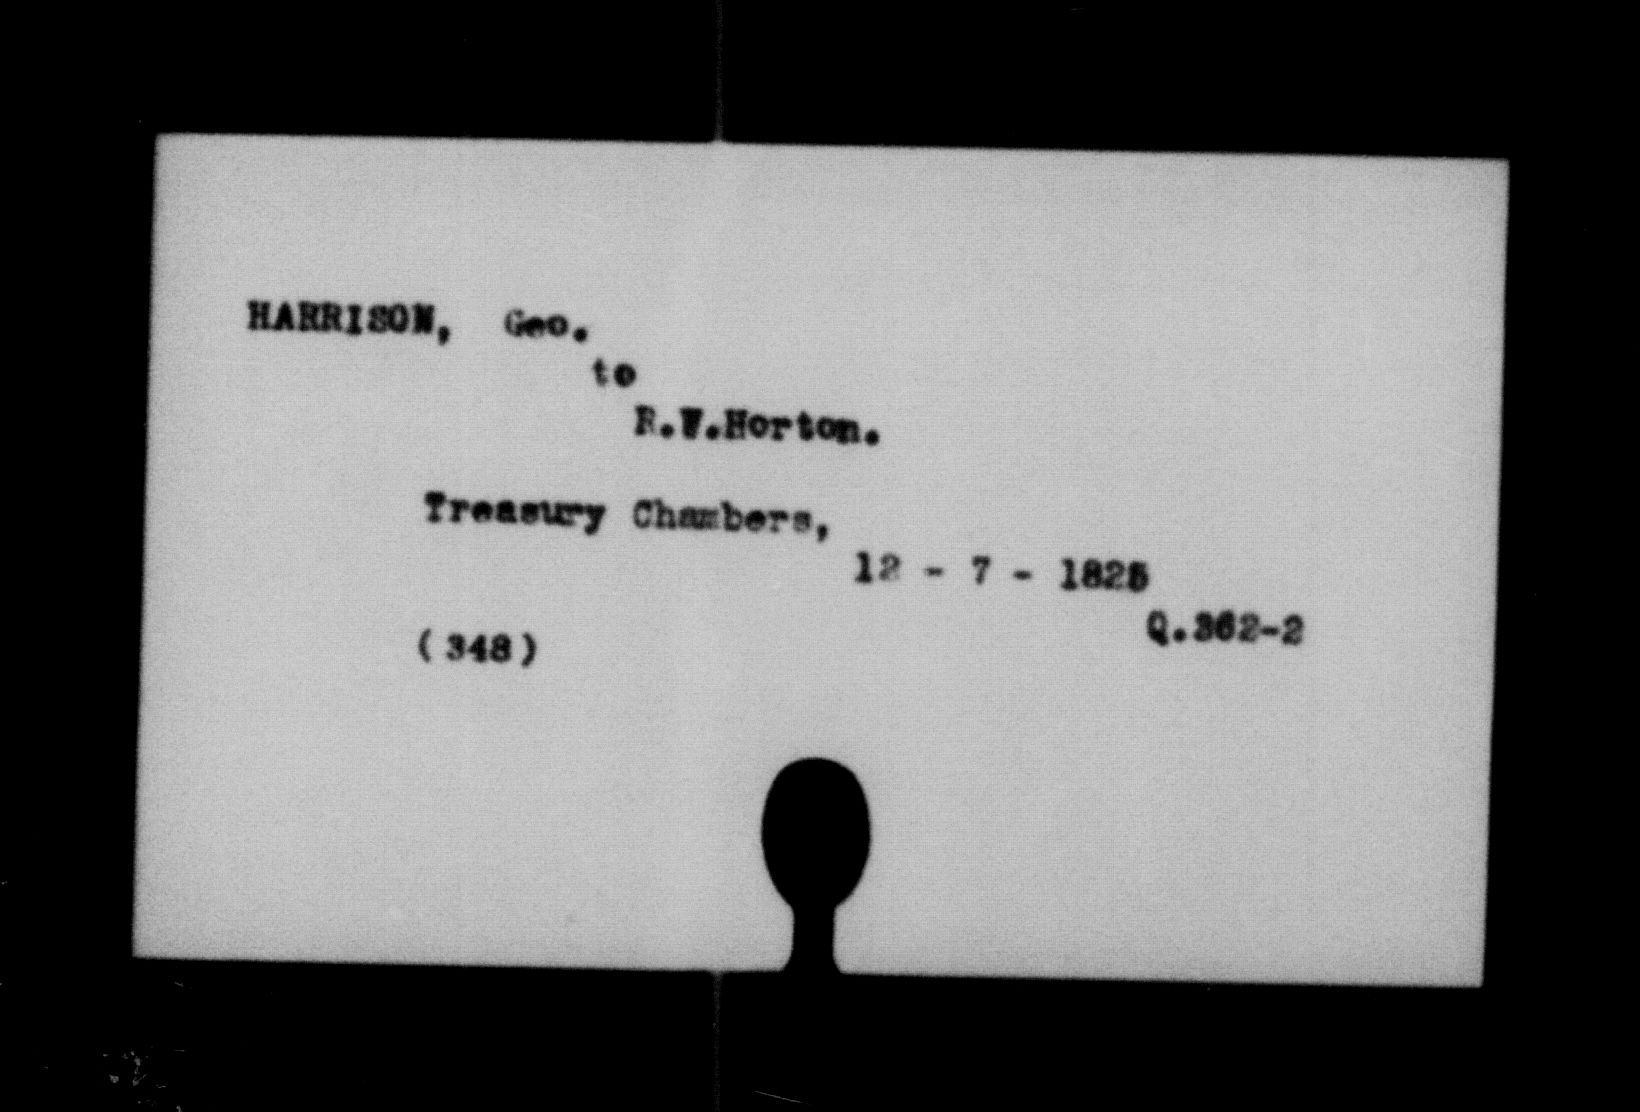 HARRISON, Geo.
to
R.W.Horton.
Treasury Chambers,
12 - 7 - 1825
Q.362-2
(348)